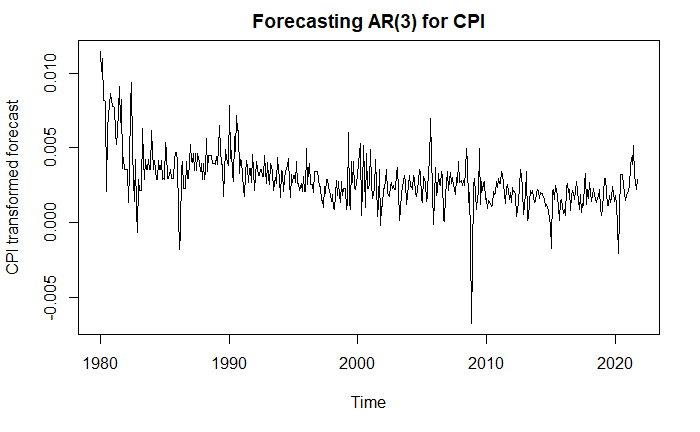 Forecasting AR(3) for CPI
CPI transformed forecast
0.010
0.005
0.000
-0.005
1980 1990 2000 2010 2020
Time